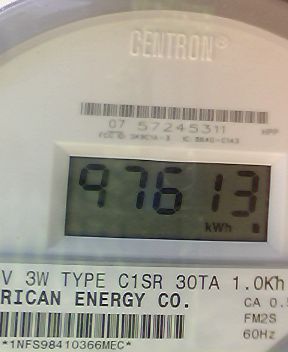 CENTRON®
07 57245311 HPP
97613
kWh
V 3W TYPE C1SR 30TA 1.0Kh
RICAN ENERGY CO.
CA 0.5
FM2S
60Hz
*1NFS98410366MEC*